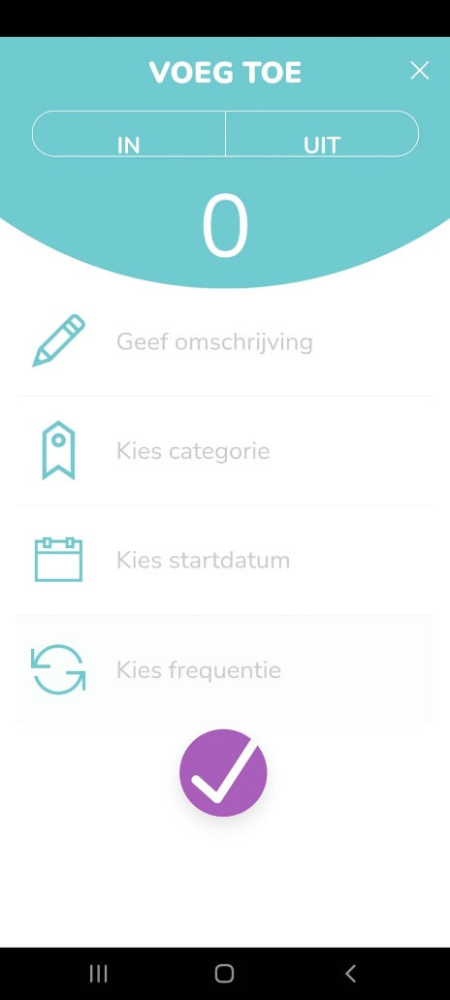 VOEG TOE
IN
UIT
0
Geef omschrijving
Kies categorie
Kies startdatum
Kies frequentie